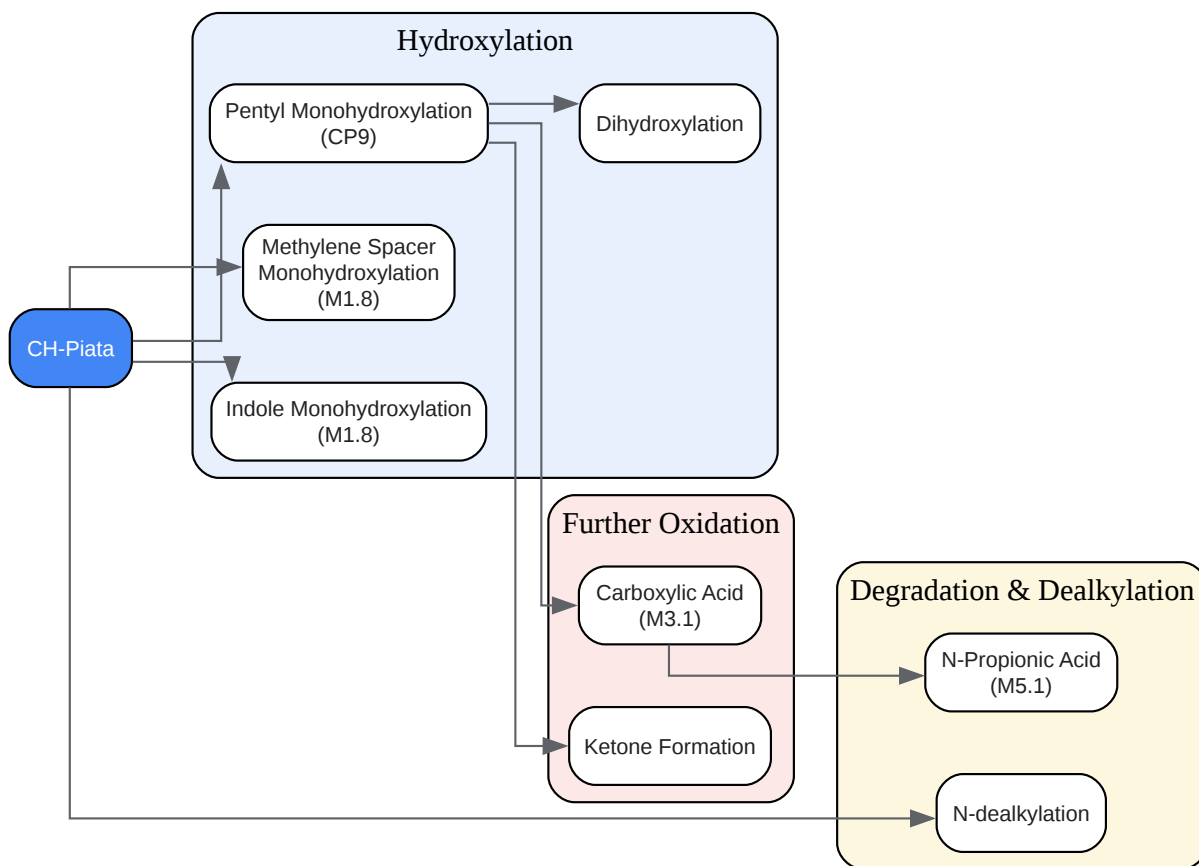 Hydroxylation
Pentyl Monohydroxylation
(CP9)
Dihydroxylation
Methylene Spacer
Monohydroxylation
(M1.8)
CH-Piata
Indole Monohydroxylation
(M1.8)
Further Oxidation
Carboxylic Acid
(M3.1)
Ketone Formation
Degradation & Dealkylation
N-Propionic Acid
(M5.1)
N-dealkylation